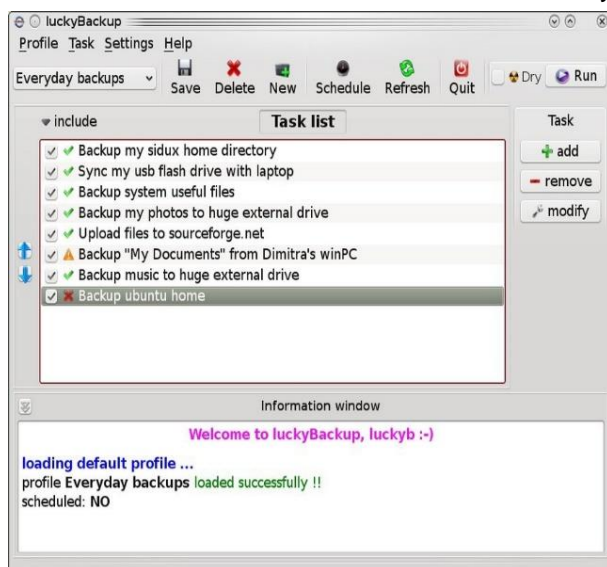 luckyBackup
Profile Task Settings Help
Everyday backups Save Delete New Schedule Refresh Quit Dry Run
include Task list Task
Backup my sidux home directory
Sync my usb flash drive with laptop
Backup system useful files
Backup my photos to huge external drive
Upload files to sourceforge.net
Backup "My Documents" from Dimitra's winPC
Backup music to huge external drive
Backup ubuntu home
add
remove
modify
Information window
Welcome to luckyBackup, luckyb :-)
loading default profile ...
profile Everyday backups loaded successfully !!
scheduled: NO